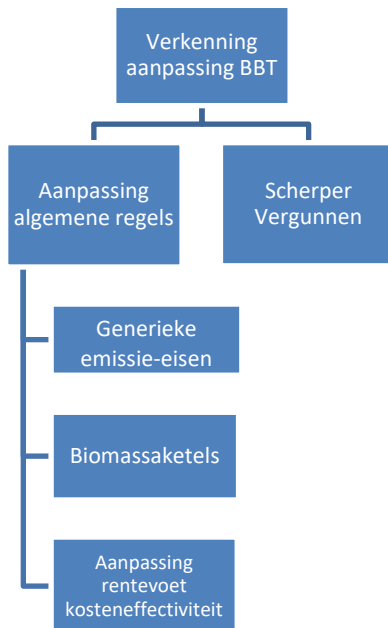 Verkenning
aanpassing BBT
Aanpassing
algemene regels
Scherper
Vergunnen
Generieke
emissie-eisen
Biomassaketels
Aanpassing
rentevoet
kosteneffectiviteit